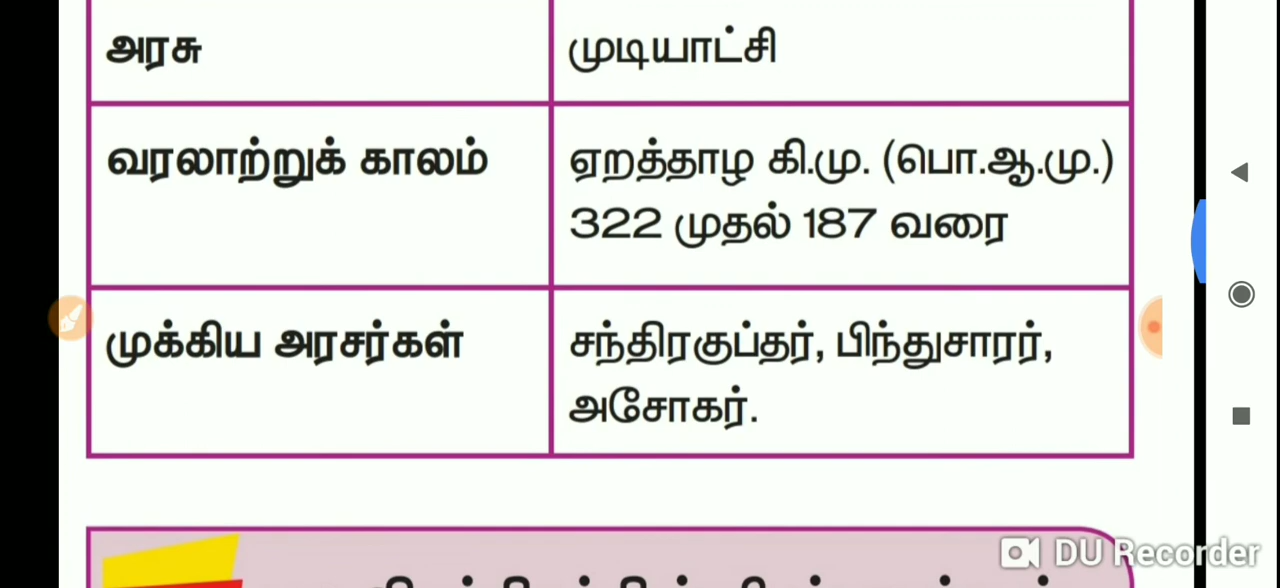 அரசு
முடியாட்சி
வரலாற்றுக் காலம்
ஏறத்தாழ கி.மு. (பொ.ஆ.மு.)
322 முதல் 187 வரை
முக்கிய அரசர்கள்
சந்திரகுப்தர், பிந்துசாரர்,
அசோகர்.
DU Recorder